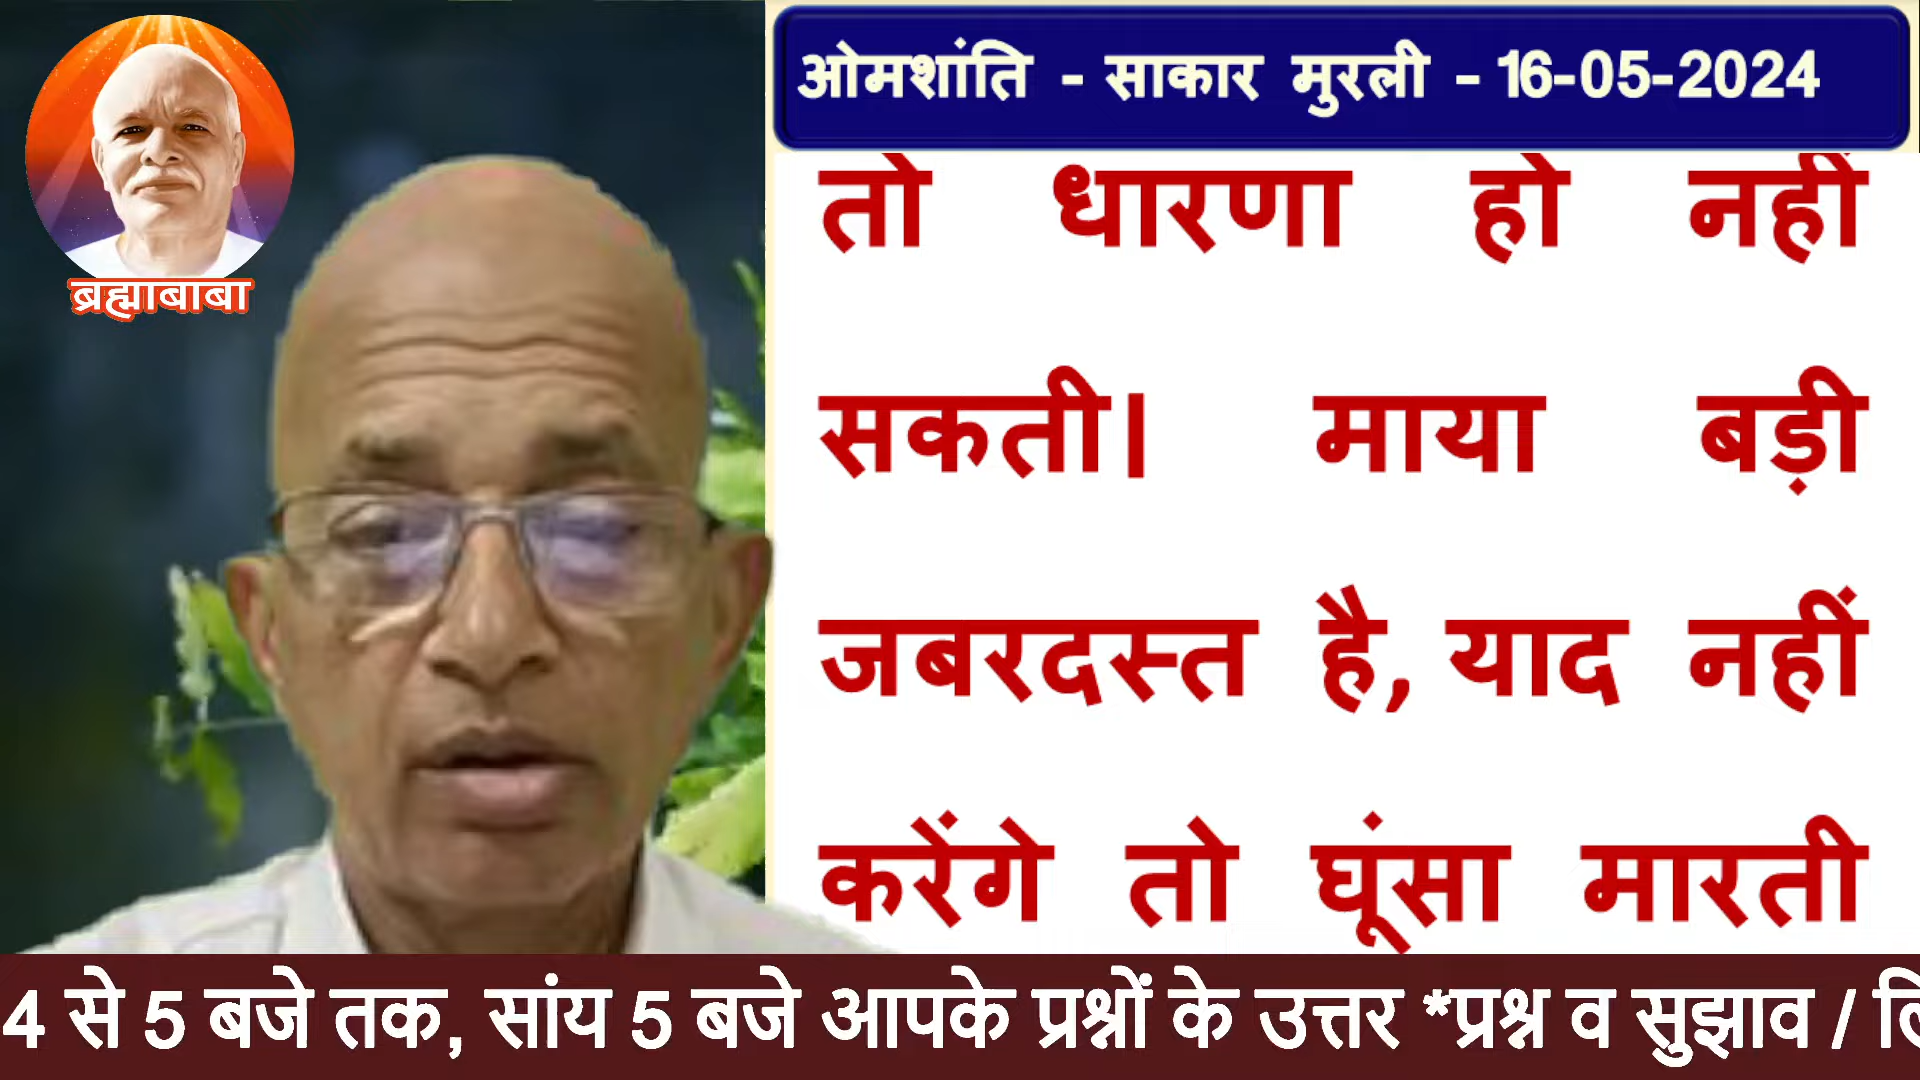 ब्रह्माबाबा
ओमशांति - साकार मुरली - 16-05-2024
तो धारणा हो नहीं
सकती। माया बड़ी
जबरदस्त है, याद नहीं
करेंगे तो घूंसा मारती
4 से 5 बजे तक, सांय 5 बजे आपके प्रश्नों के उत्तर *प्रश्न व सुझाव /